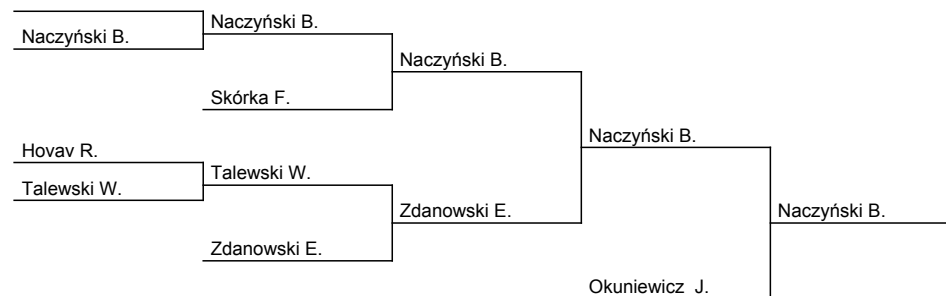 Naczyński B.
Naczyński B.
Naczyński B.
Skórka F.
Naczyński B.
Hovav R.
Talewski W.
Talewski W.
Zdanowski E.
Naczyński B.
Zdanowski E.
Okuniewicz J.